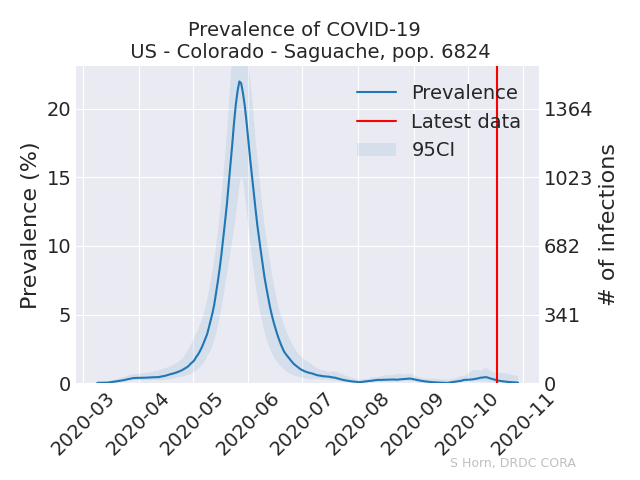 Prevalence of COVID-19
US - Colorado - Saguache, pop. 6824
Prevalence
Latest data
95CI
Prevalence (%)
20
15
10
5
0
1364
1023
682
341
0
# of infections
2020-03
2020-04
2020-05
2020-06
2020-07
2020-08
2020-09
2020-10
2020-11
S Horn, DRDC CORA